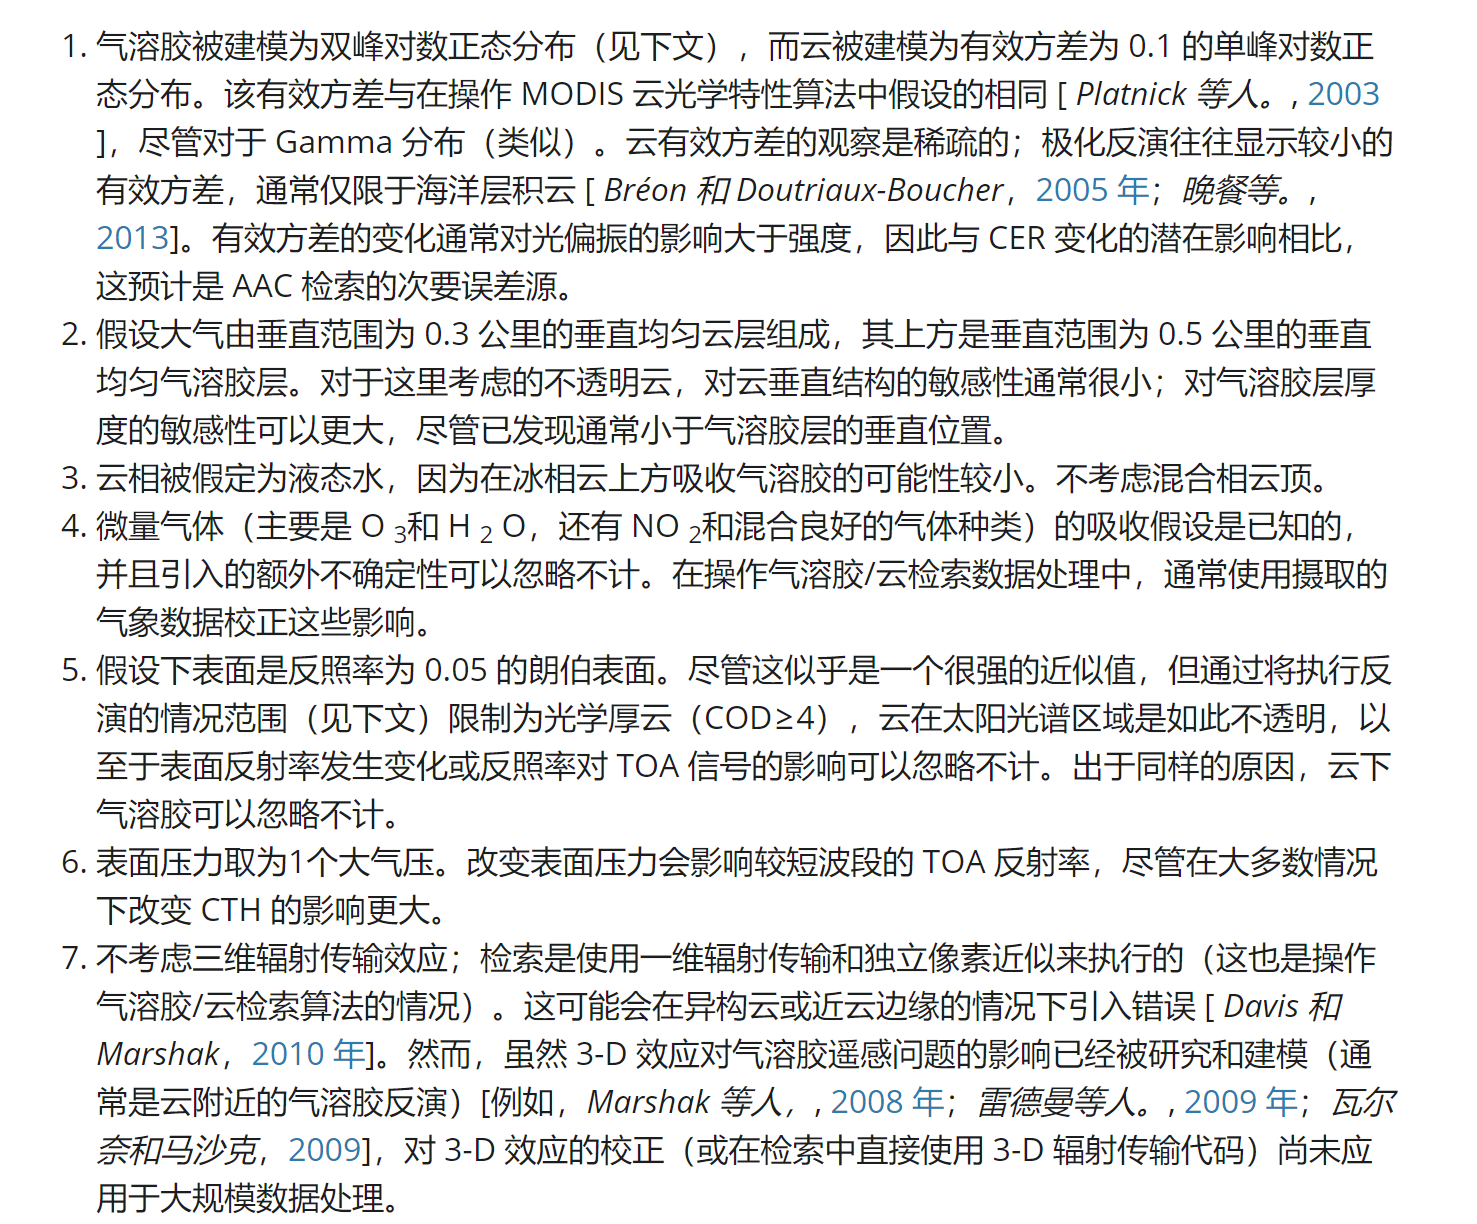 1. 气溶胶被建模为双峰对数正态分布（见下文），而云被建模为有效方差为 0.1 的单峰对数正
态分布。该有效方差与在操作 MODIS 云光学特性算法中假设的相同 [ Platnick 等人。, 2003
]，尽管对于 Gamma 分布（类似）。云有效方差的观察是稀疏的；极化反演往往显示较小的
有效方差，通常仅限于海洋层积云 [ Bréon 和 Doutriaux-Boucher，2005 年；晚餐等。,
2013]。有效方差的变化通常对光偏振的影响大于强度，因此与 CER 变化的潜在影响相比，
这预计是 AAC 检索的次要误差源。
2. 假设大气由垂直范围为 0.3 公里的垂直均匀云层组成，其上方是垂直范围为 0.5 公里的垂直
均匀气溶胶层。对于这里考虑的不透明云，对云垂直结构的敏感性通常很小；对气溶胶层厚
度的敏感性可以更大，尽管已发现通常小于气溶胶层的垂直位置。
3. 云相被假定为液态水，因为在冰相云上方吸收气溶胶的可能性较小。不考虑混合相云顶。
4. 微量气体（主要是 O 3和 H 2 O，还有 NO 2和混合良好的气体种类）的吸收假设是已知的，
并且引入的额外不确定性可以忽略不计。在操作气溶胶/云检索数据处理中，通常使用摄取的
气象数据校正这些影响。
5. 假设下表面是反照率为 0.05 的朗伯表面。尽管这似乎是一个很强的近似值，但通过将执行反
演的情况范围（见下文）限制为光学厚云（COD≥4），云在太阳光谱区域是如此不透明，以
至于表面反射率发生变化或反照率对 TOA 信号的影响可以忽略不计。出于同样的原因，云下
气溶胶可以忽略不计。
6. 表面压力取为1个大气压。改变表面压力会影响较短波段的 TOA 反射率，尽管在大多数情况
下改变 CTH 的影响更大。
7. 不考虑三维辐射传输效应；检索是使用一维辐射传输和独立像素近似来执行的（这也是操作
气溶胶/云检索算法的情况）。这可能会在异构云或近云边缘的情况下引入错误 [ Davis 和
Marshak，2010 年]。然而，虽然 3-D 效应对气溶胶遥感问题的影响已经被研究和建模（通
常是云附近的气溶胶反演）[例如，Marshak 等人，, 2008 年；雷德曼等人。, 2009 年；瓦尔
奈和马沙克，2009]，对 3-D 效应的校正（或在检索中直接使用 3-D 辐射传输代码）尚未应
用于大规模数据处理。